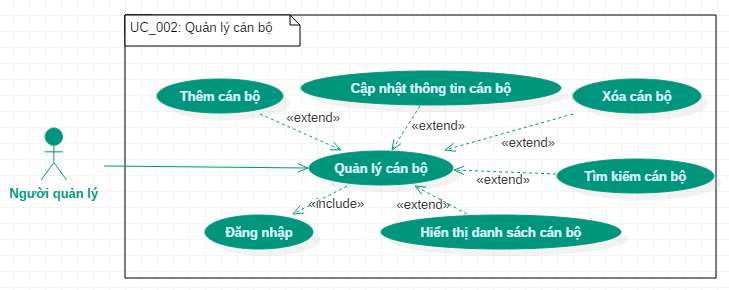 UC_002: Quản lý cán bộ
Thêm cán bộ
Cập nhật thông tin cán bộ
Xóa cán bộ
«extend»
«extend»
«extend»
Người quản lý
Quản lý cán bộ
«extend»
Tìm kiếm cán bộ
«include»
«extend»
Đăng nhập
Hiển thị danh sách cán bộ